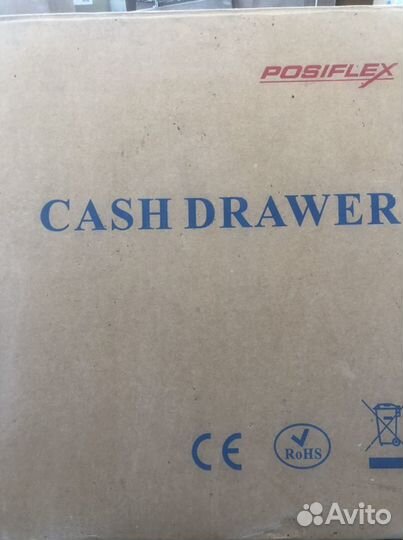 POSIFLEX
CASH DRAWER
CE
RoHS
Avito